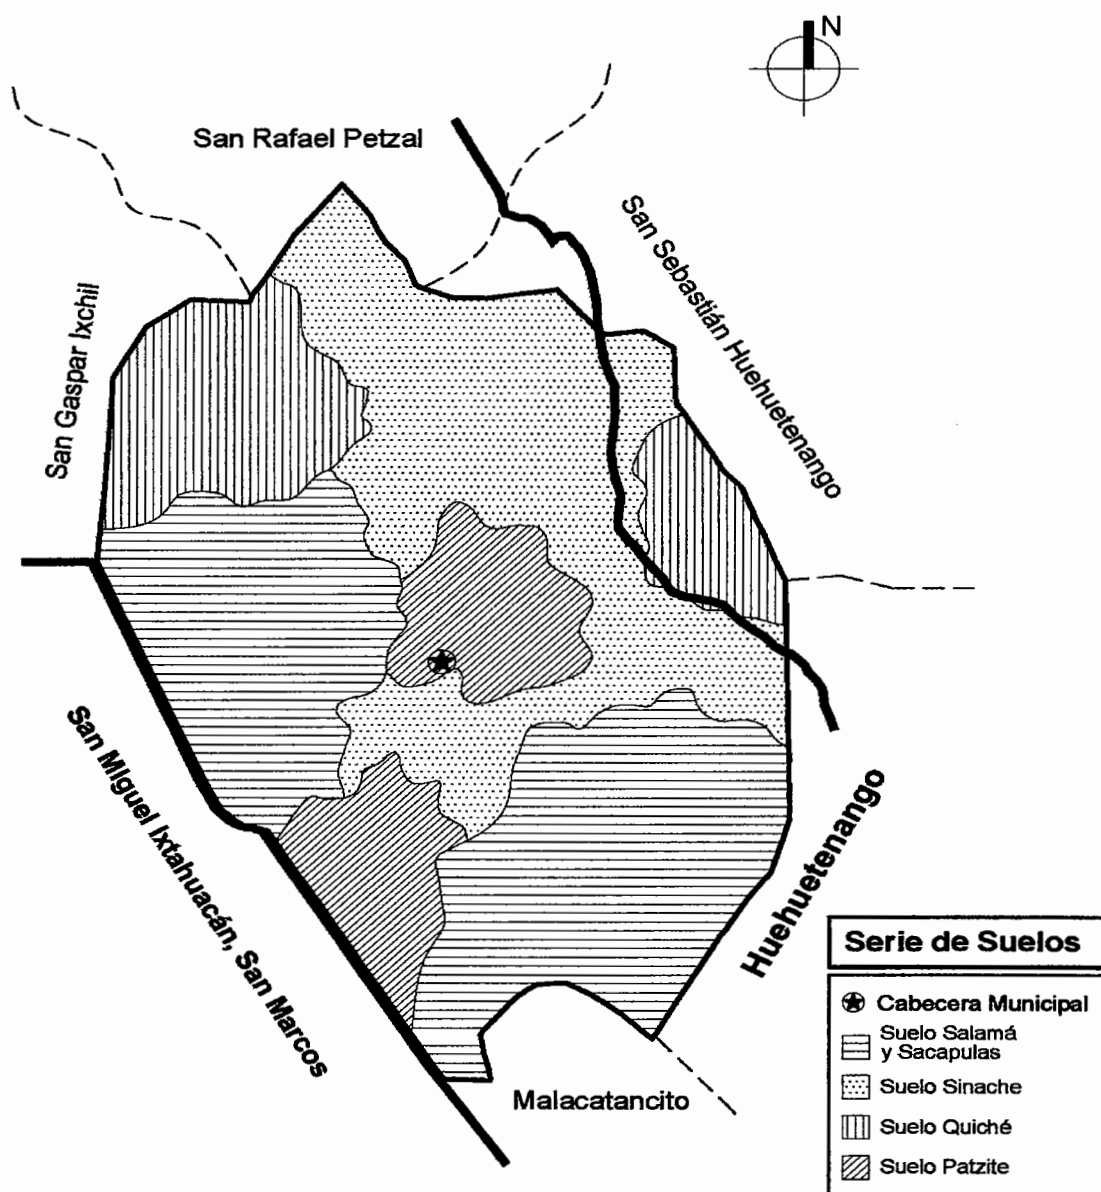 N
San Rafael Petzal
San Sebastián Huehuetenango
San Gaspar Ixchil
San Miguel Ixtahuacán, San Marcos
Huehuetenango
Malacatancito
Serie de Suelos
Cabecera Municipal
Suelo Salamá
y Sacapulas
Suelo Sinache
Suelo Quiché
Suelo Patzite